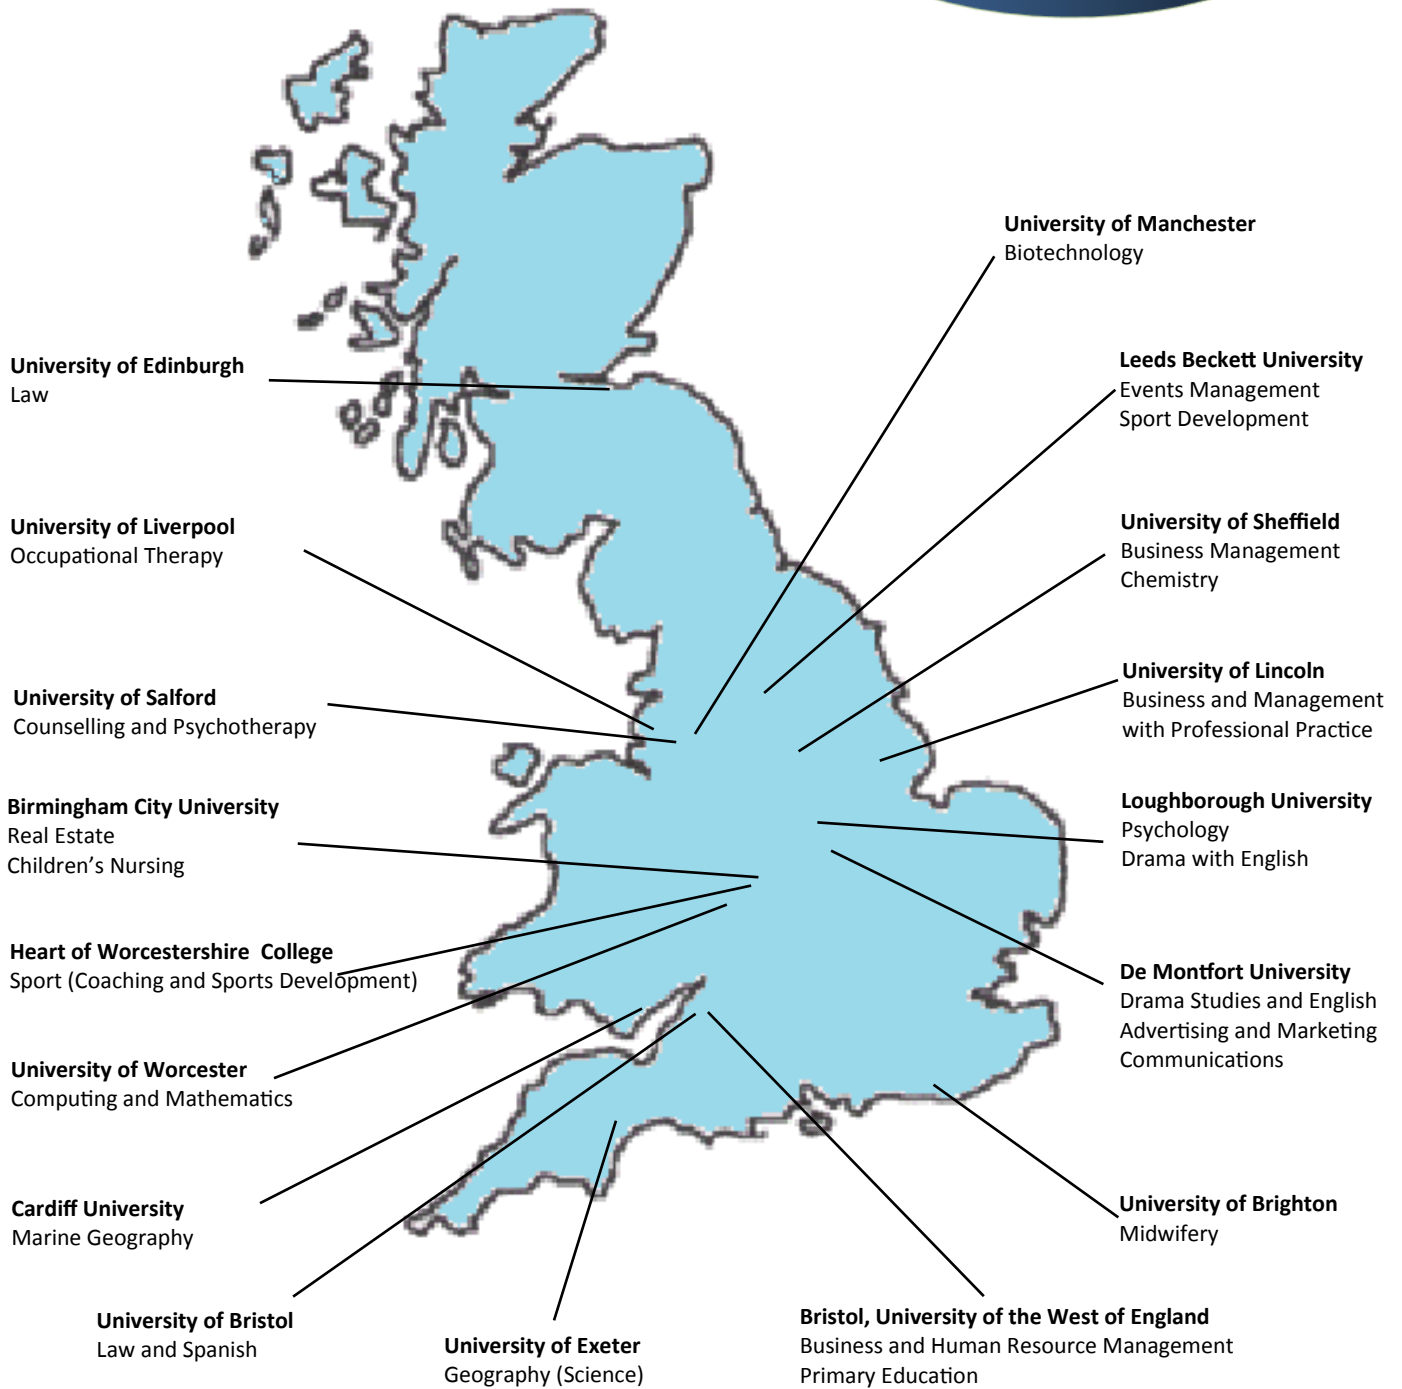 University of Manchester
Biotechnology
University of Edinburgh
Law
Leeds Beckett University
Events Management
Sport Development
University of Liverpool
Occupational Therapy
University of Sheffield
Business Management
Chemistry
University of Salford
Counselling and Psychotherapy
University of Lincoln
Business and Management
with Professional Practice
Birmingham City University
Real Estate
Children’s Nursing
Loughborough University
Psychology
Drama with English
Heart of Worcestershire College
Sport (Coaching and Sports Development)
De Montfort University
Drama Studies and English
Advertising and Marketing
Communications
University of Worcester
Computing and Mathematics
Cardiff University
Marine Geography
University of Brighton
Midwifery
University of Bristol
Law and Spanish
University of Exeter
Geography (Science)
Bristol, University of the West of England
Business and Human Resource Management
Primary Education